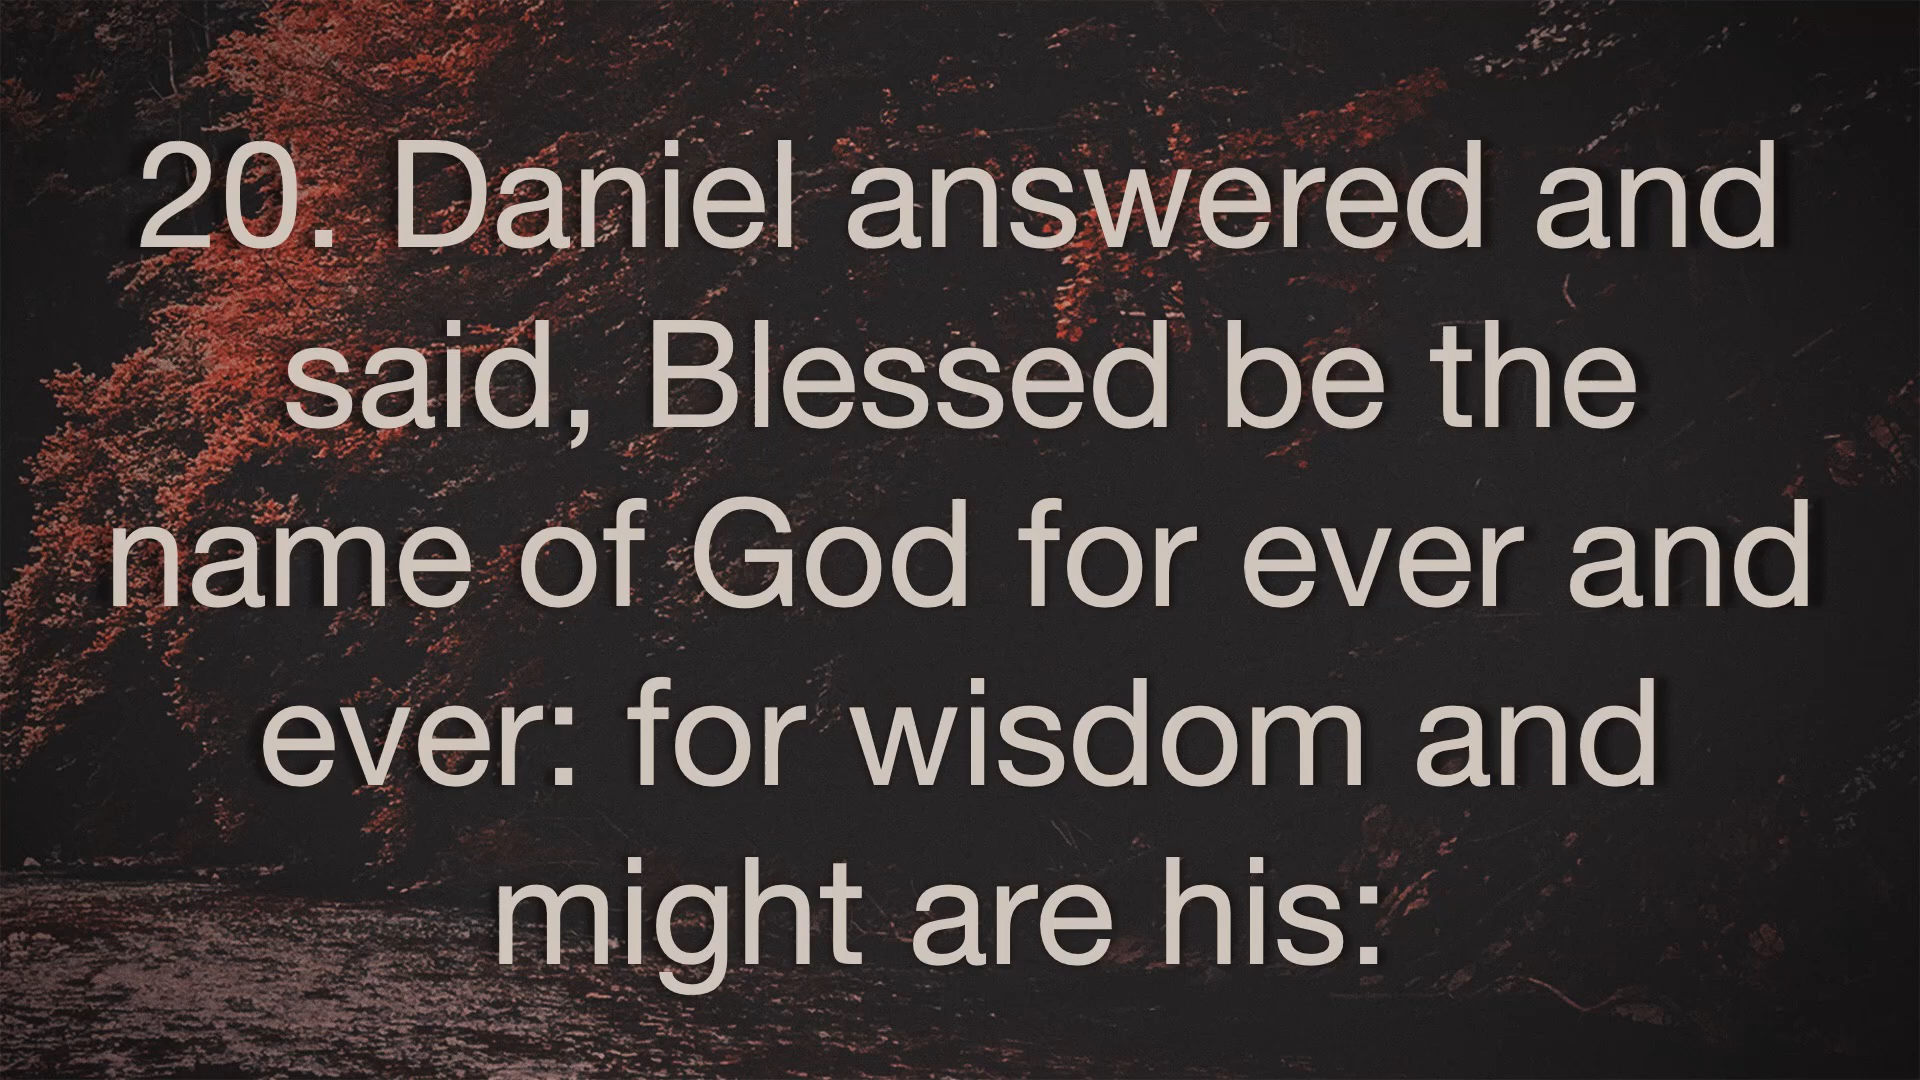 20. Daniel answered and
said, Blessed be the
name of God for ever and
ever: for wisdom and
might are his: